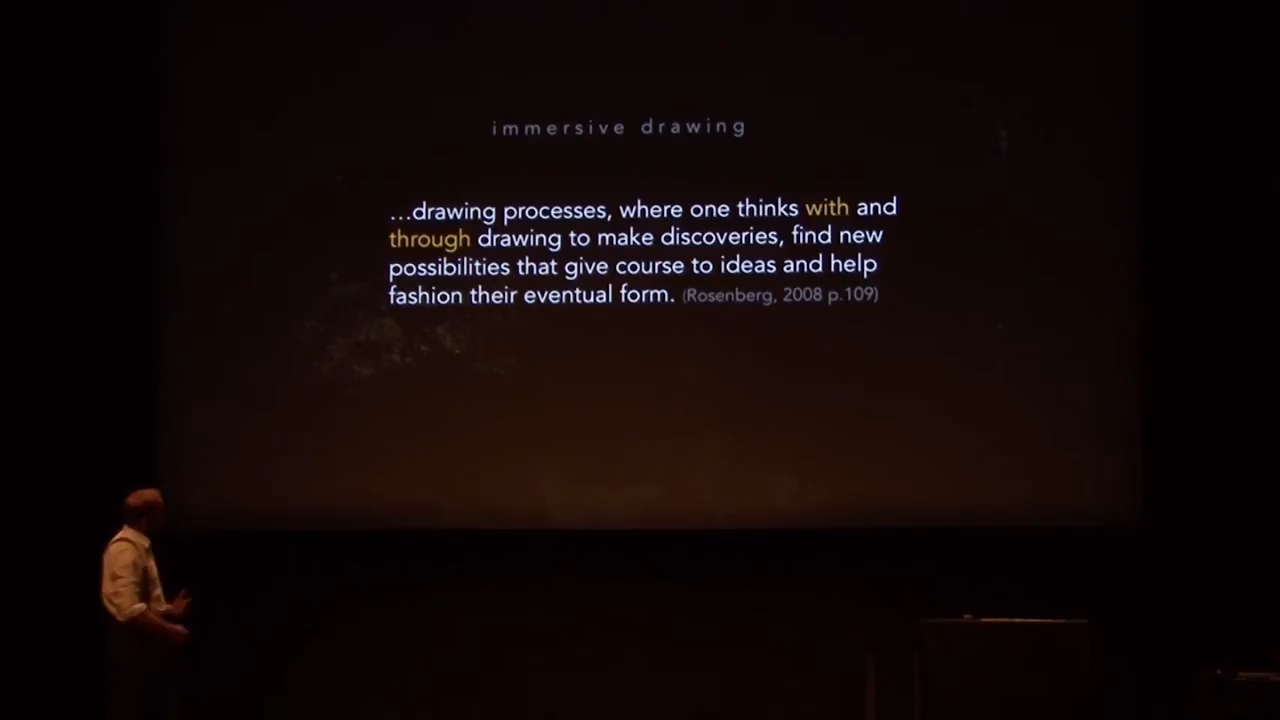 immersive drawing
…drawing processes, where one thinks with and
through drawing to make discoveries, find new
possibilities that give course to ideas and help
fashion their eventual form. (Rosenberg, 2008 p.109)